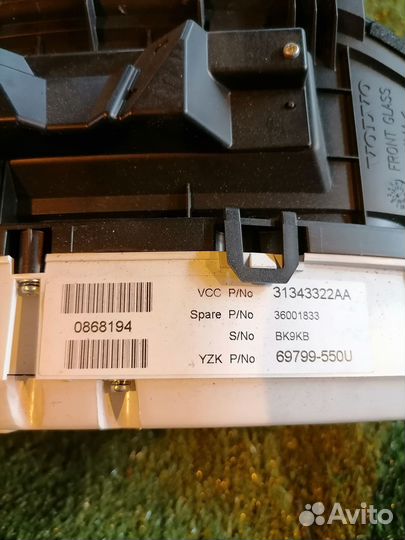 VOLVO
FRONT GLASS
0868194
VCC P/No 31343322AA
Spare P/No 36001833
S/No BK9KB
YZK P/No 69799-550U
Avito